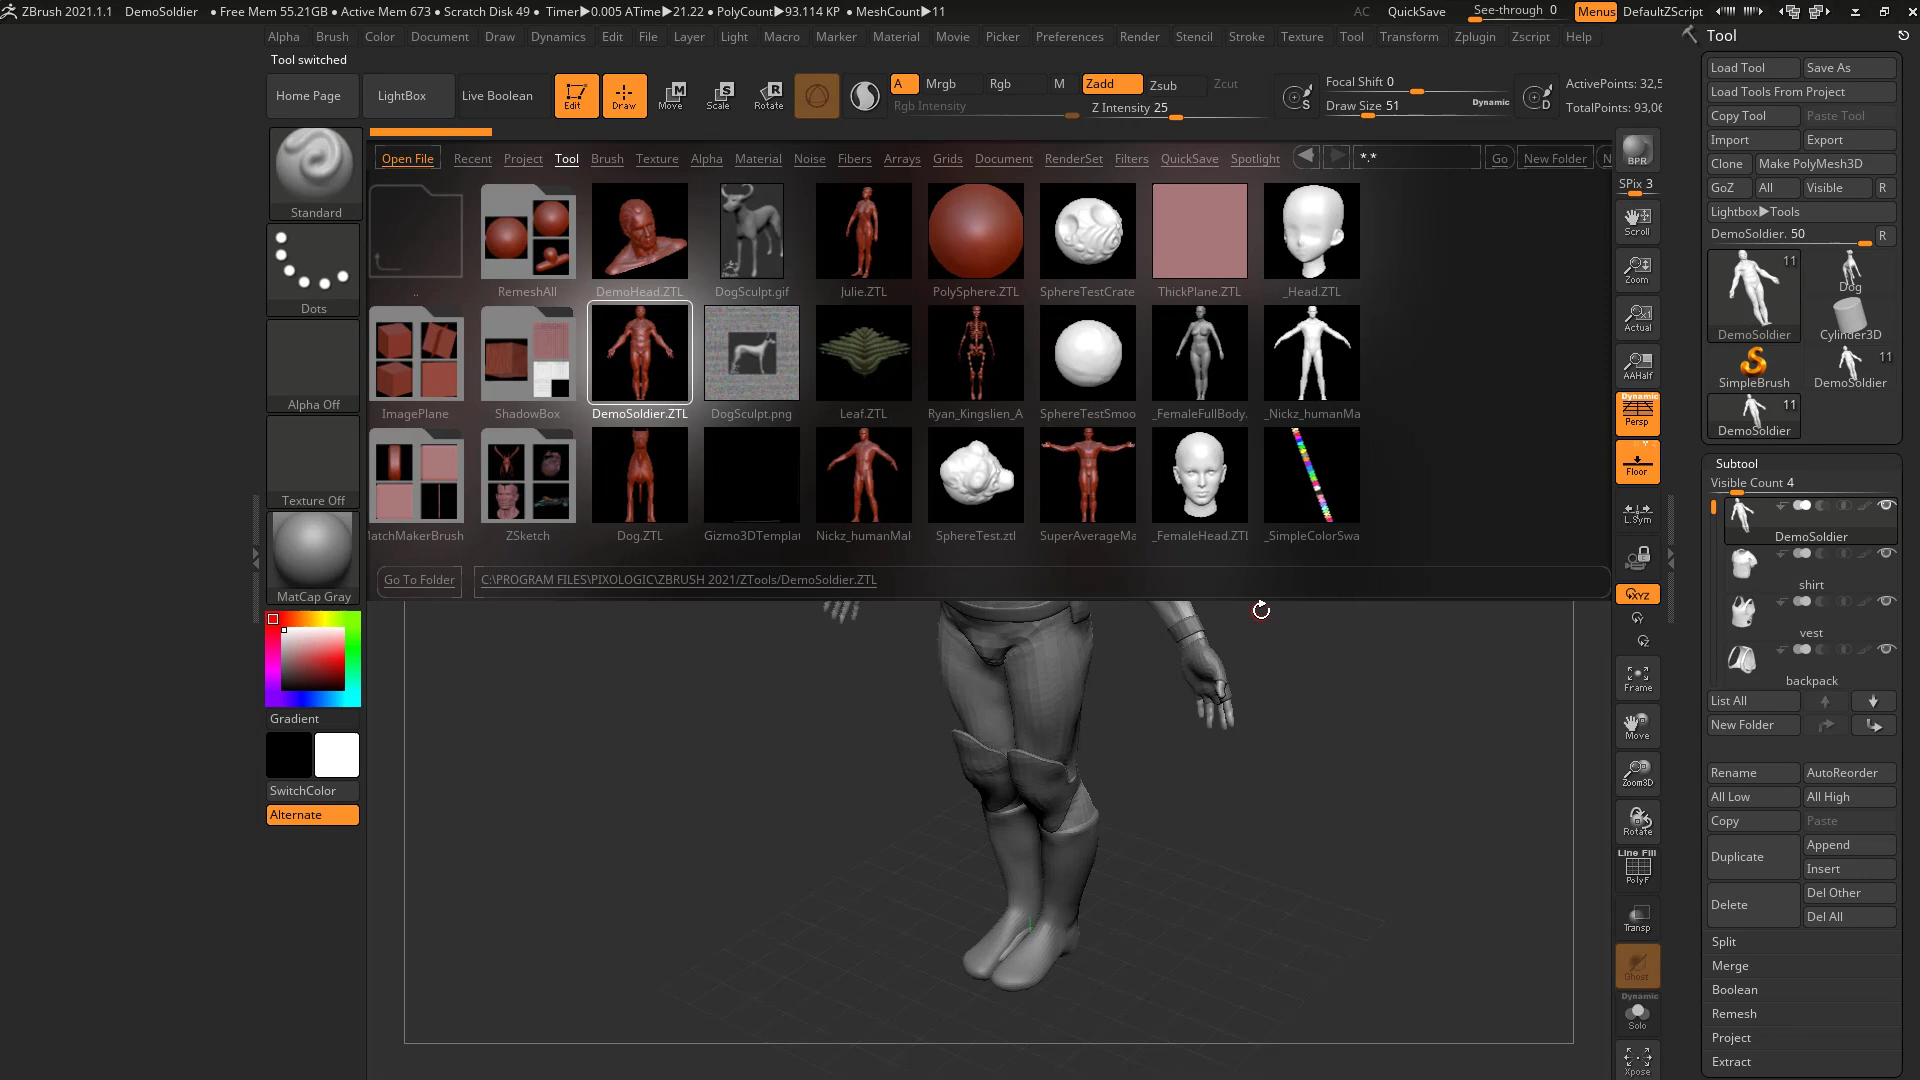 ZBrush 2021.1.1 DemoSoldier • Free Mem 55.21GB • Active Mem 673 • Scratch Disk 49 • Timer▶0.005 ATime▶21.22 • PolyCount▶93.114 KP • MeshCount▶11 AC QuickSave See-through 0 Menus DefaultZScript
Alpha Brush Color Document Draw Dynamics Edit File Layer Light Macro Marker Material Movie Picker Preferences Render Stencil Stroke Texture Tool Transform Zplugin Zscript Help
Tool switched
Home Page LightBox Live Boolean Edit Draw Move Scale Rotate
A Mrgb Rgb M Zadd Zsub Zcut
Rgb Intensity Z Intensity 25
Focal Shift 0
Draw Size 51 Dynamic
ActivePoints: 32,5
TotalPoints: 93,06
Open File Recent Project Tool Brush Texture Alpha Material Noise Fibers Arrays Grids Document RenderSet Filters QuickSave Spotlight *.* Go New Folder N
.. RemeshAll DemoHead.ZTL DogSculpt.gif Julie.ZTL PolySphere.ZTL SphereTestCrate ThickPlane.ZTL _Head.ZTL
ImagePlane ShadowBox DemoSoldier.ZTL DogSculpt.png Leaf.ZTL Ryan_Kingslien_A SphereTestSmoo _FemaleFullBody. _Nickz_humanMa
latchMakerBrush ZSketch Dog.ZTL Gizmo3DTemplat Nickz_humanMal SphereTest.ztl SuperAverageMa _FemaleHead.ZTL _SimpleColorSwa
Go To Folder C:\PROGRAM FILES\PIXOLOGIC\ZBRUSH 2021/ZTools/DemoSoldier.ZTL
Standard
Dots
Alpha Off
Texture Off
MatCap Gray
Gradient
SwitchColor
Alternate
BPR
SPix 3
Scroll
Zoom
Actual
AAHalf
Dynamic
Persp
Floor
L.Sym
XYZ
Frame
Move
Zoom3D
Rotate
Line Fill
PolyF
Transp
Ghost
Dynamic
Solo
Xpose
Tool
Load Tool Save As
Load Tools From Project
Copy Tool Paste Tool
Import Export
Clone Make PolyMesh3D
GoZ All Visible R
Lightbox▶Tools
DemoSoldier. 50 R
11
Dog
DemoSoldier Cylinder3D
11
SimpleBrush DemoSoldier
11
DemoSoldier
Subtool
Visible Count 4
DemoSoldier
shirt
vest
backpack
List All
New Folder
Rename AutoReorder
All Low All High
Copy Paste
Duplicate Append
Insert
Delete Del Other
Del All
Split
Merge
Boolean
Remesh
Project
Extract